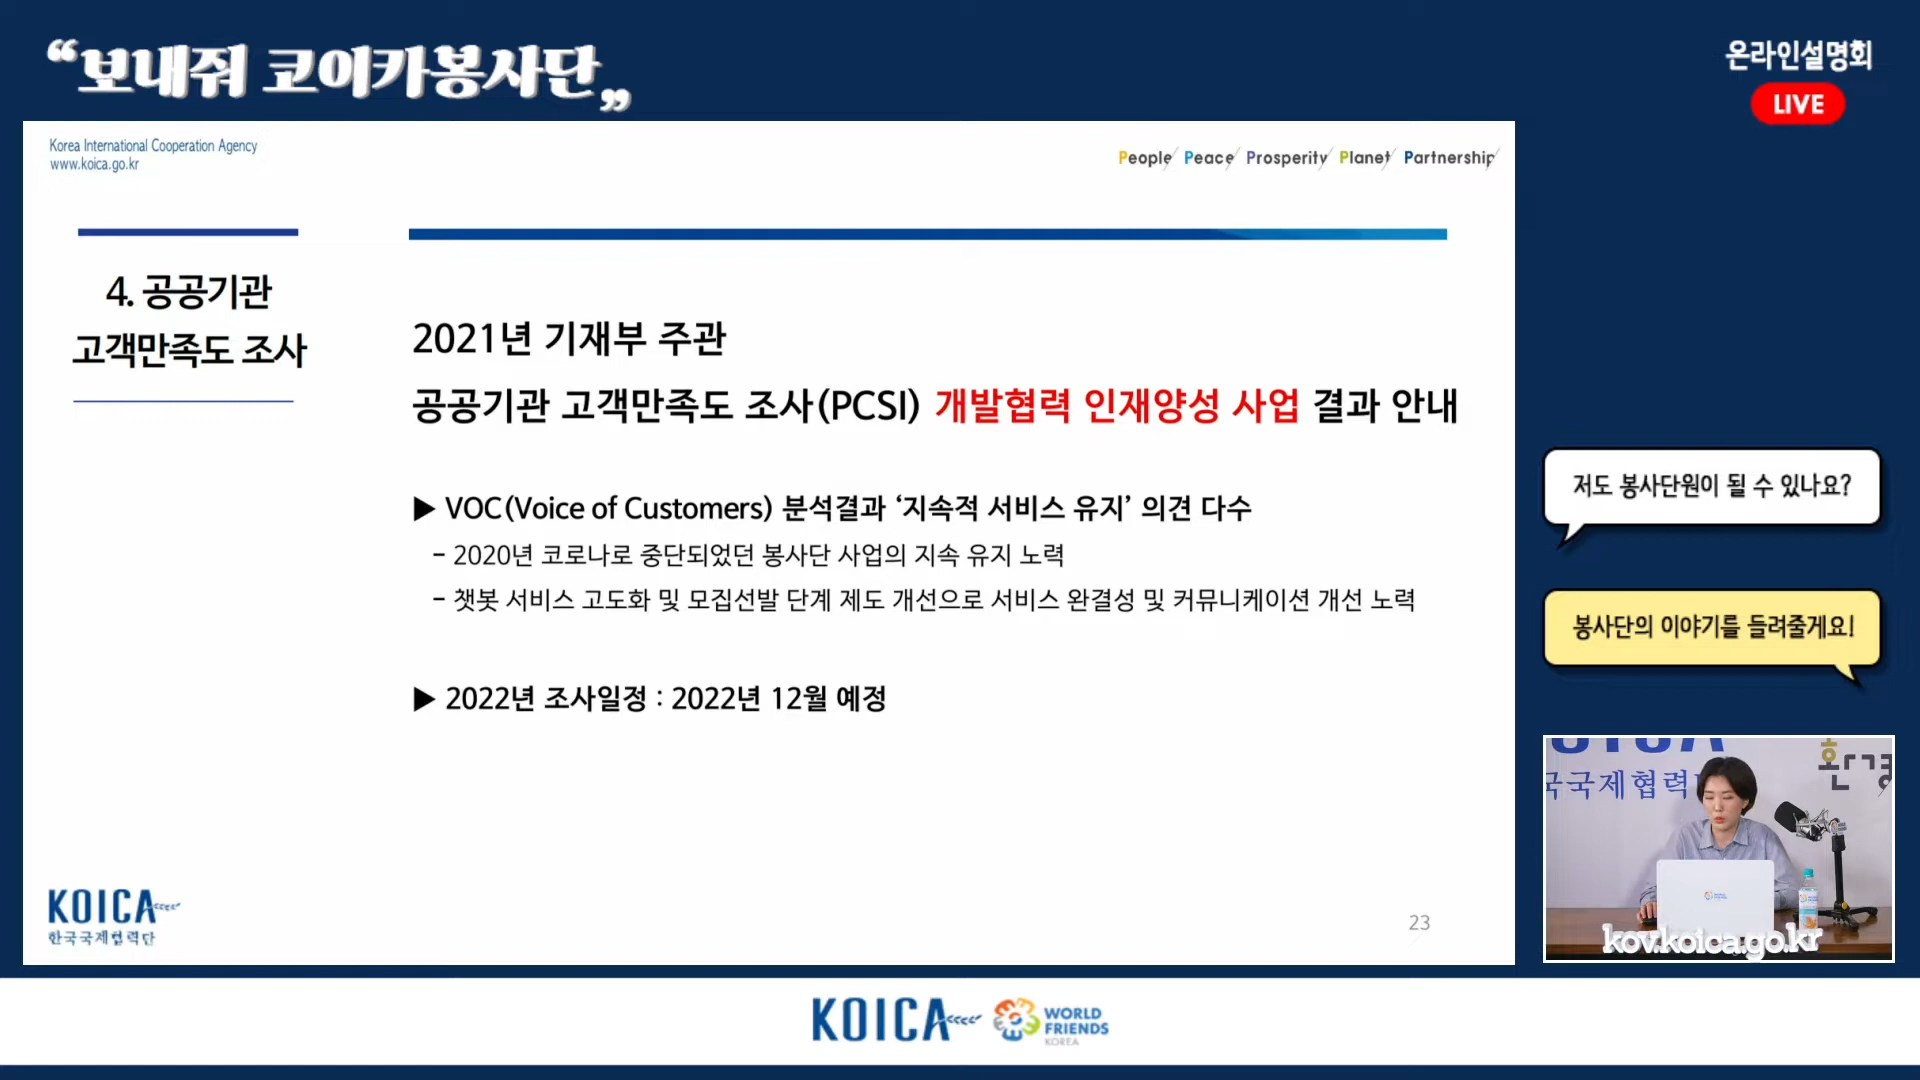 “보내줘 코이카봉사단„
온라인설명회
LIVE
Korea International Cooperation Agency
www.koica.go.kr
People Peace Prosperity Planet Partnership
4. 공공기관
고객만족도 조사
2021년 기재부 주관
공공기관 고객만족도 조사(PCSI) 개발협력 인재양성 사업 결과 안내
▶ VOC(Voice of Customers) 분석결과 ‘지속적 서비스 유지’ 의견 다수
- 2020년 코로나로 중단되었던 봉사단 사업의 지속 유지 노력
- 챗봇 서비스 고도화 및 모집선발 단계 제도 개선으로 서비스 완결성 및 커뮤니케이션 개선 노력
▶ 2022년 조사일정 : 2022년 12월 예정
저도 봉사단원이 될 수 있나요?
봉사단의 이야기를 들려줄게요!
국국제협력
환경
kov.koica.go.kr
KOICA
한국국제협력단
23
KOICA
WORLD
FRIENDS
KOREA